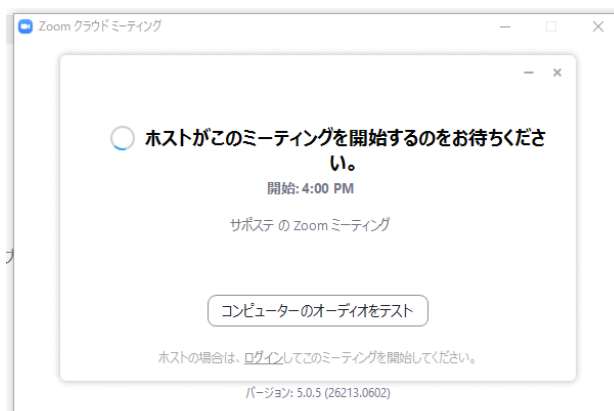 Zoom クラウド ミーティング
ホストがこのミーティングを開始するのをお待ちくださ
い。
開始: 4:00 PM
サポステ の Zoom ミーティング
コンピューターのオーディオをテスト
ホストの場合は、ログインしてこのミーティングを開始してください。
バージョン: 5.0.5 (26213.0602)